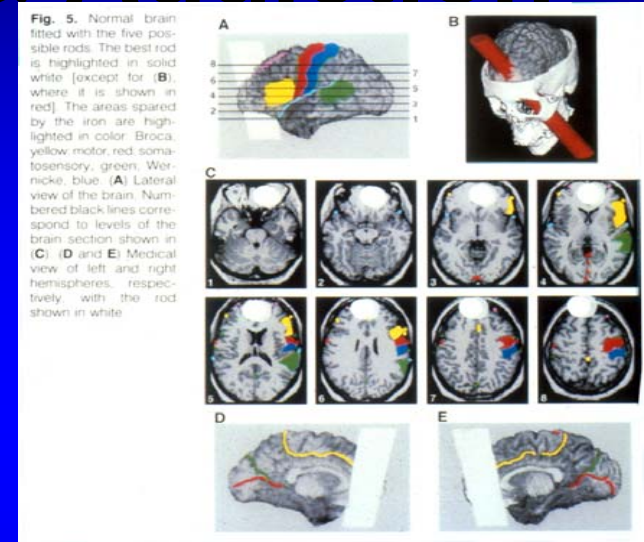 Fig. 5. Normal brain
fitted with the five pos-
sible rods. The best rod
is highlighted in solid
white [except for (B),
where it is shown in
red]. The areas spared
by the iron are high-
lighted in color: Broca,
yellow; motor, red; soma-
tosensory, green; Wer-
nicke, blue. (A) Lateral
view of the brain. Num-
bered black lines corre-
spond to levels of the
brain section shown in
(C). (D and E) Medical
view of left and right
hemispheres, respec-
tively, with the rod
shown in white.
A
8
6
4
2
7
5
3
1
B
C
1
2
3
4
5
6
7
8
D
E